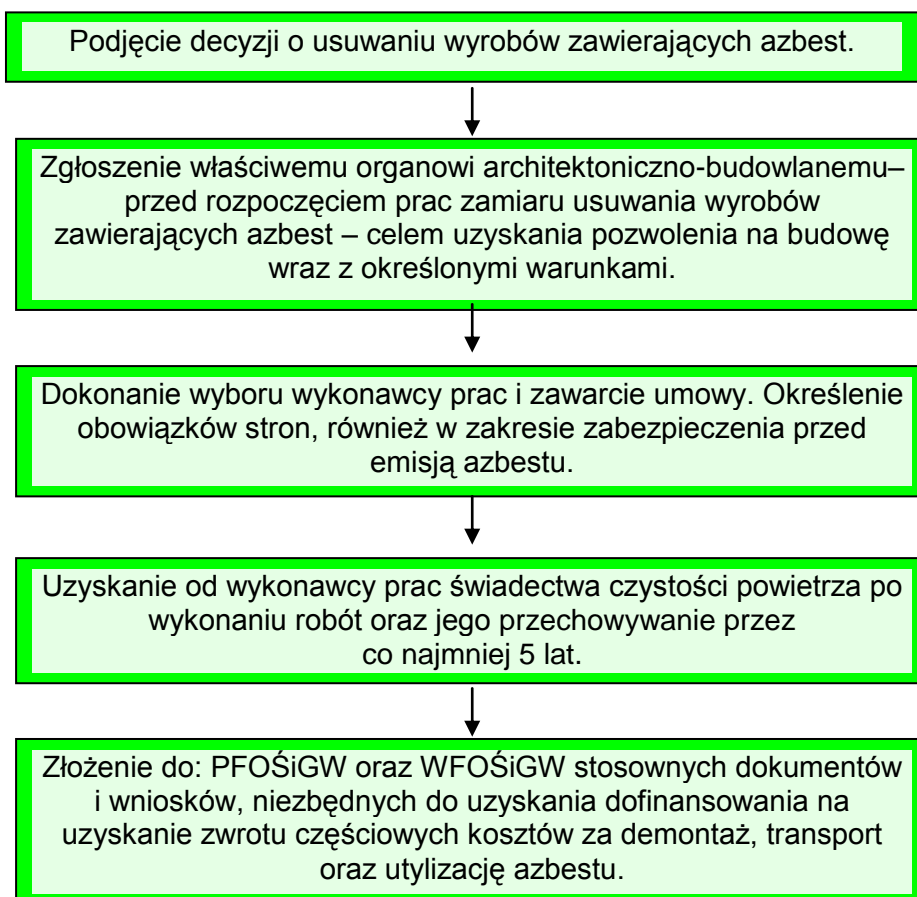 Podjęcie decyzji o usuwaniu wyrobów zawierających azbest.
Zgłoszenie właściwemu organowi architektoniczno-budowlanemu–
przed rozpoczęciem prac zamiaru usuwania wyrobów
zawierających azbest – celem uzyskania pozwolenia na budowę
wraz z określonymi warunkami.
Dokonanie wyboru wykonawcy prac i zawarcie umowy. Określenie
obowiązków stron, również w zakresie zabezpieczenia przed
emisją azbestu.
Uzyskanie od wykonawcy prac świadectwa czystości powietrza po
wykonaniu robót oraz jego przechowywanie przez
co najmniej 5 lat.
Złożenie do: PFOŚiGW oraz WFOŚiGW stosownych dokumentów
i wniosków, niezbędnych do uzyskania dofinansowania na
uzyskanie zwrotu częściowych kosztów za demontaż, transport
oraz utylizację azbestu.